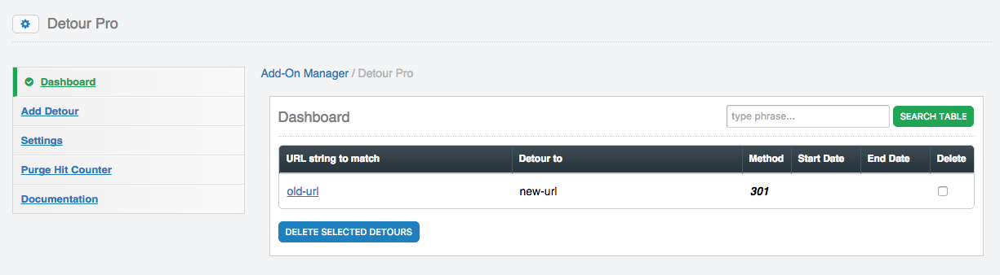 Detour Pro
Dashboard
Add Detour
Settings
Purge Hit Counter
Documentation
Add-On Manager / Detour Pro
Dashboard
type phrase... SEARCH TABLE
URL string to match Detour to Method Start Date End Date Delete
old-url new-url 301
DELETE SELECTED DETOURS